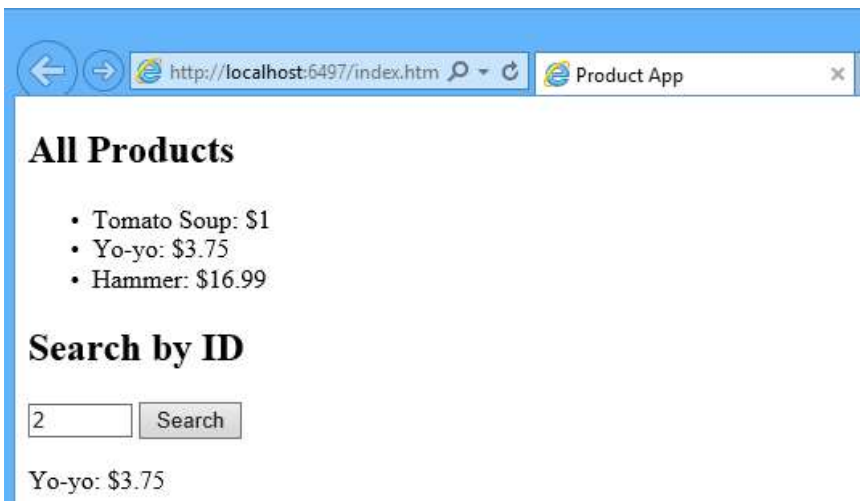 http://localhost:6497/index.htm
Product App
All Products
• Tomato Soup: $1
• Yo-yo: $3.75
• Hammer: $16.99
Search by ID
2 Search
Yo-yo: $3.75